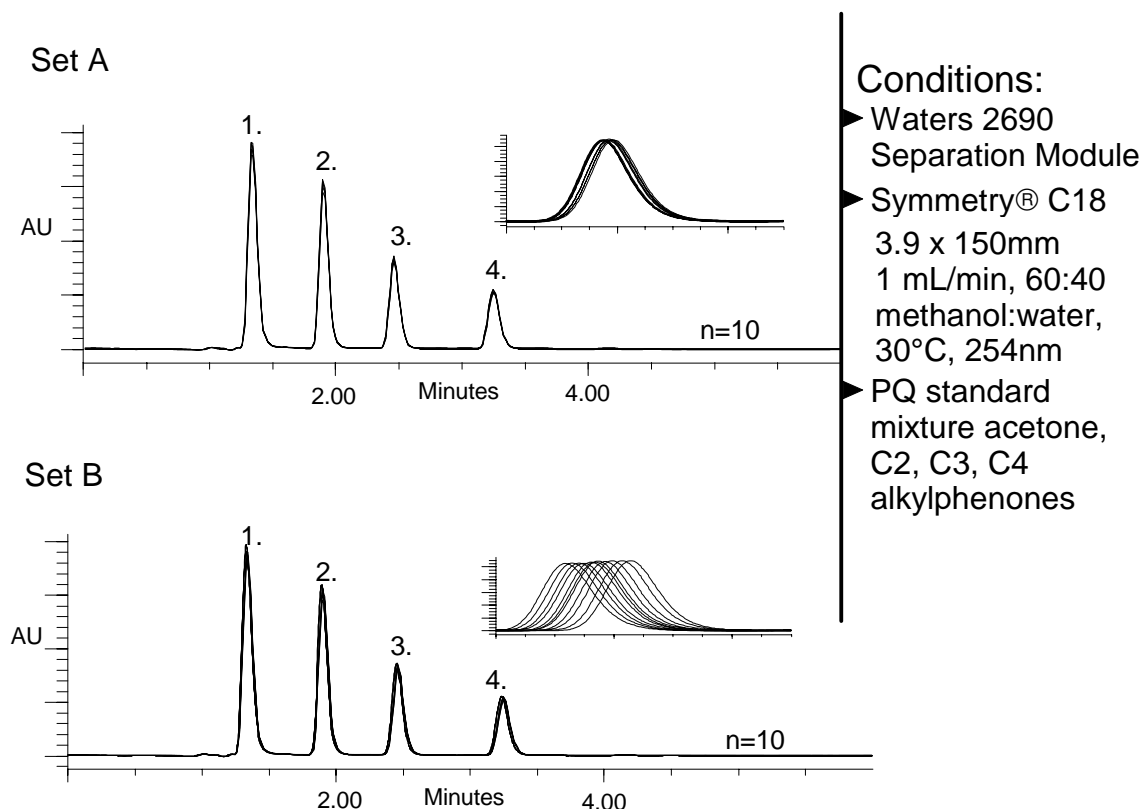 Set A
1.
2.
3.
4.
AU
n=10
2.00 Minutes 4.00
Set B
1.
2.
3.
4.
AU
n=10
2.00 Minutes 4.00
Conditions:
Waters 2690
Separation Module
Symmetry® C18
3.9 x 150mm
1 mL/min, 60:40
methanol:water,
30°C, 254nm
PQ standard
mixture acetone,
C2, C3, C4
alkylphenones